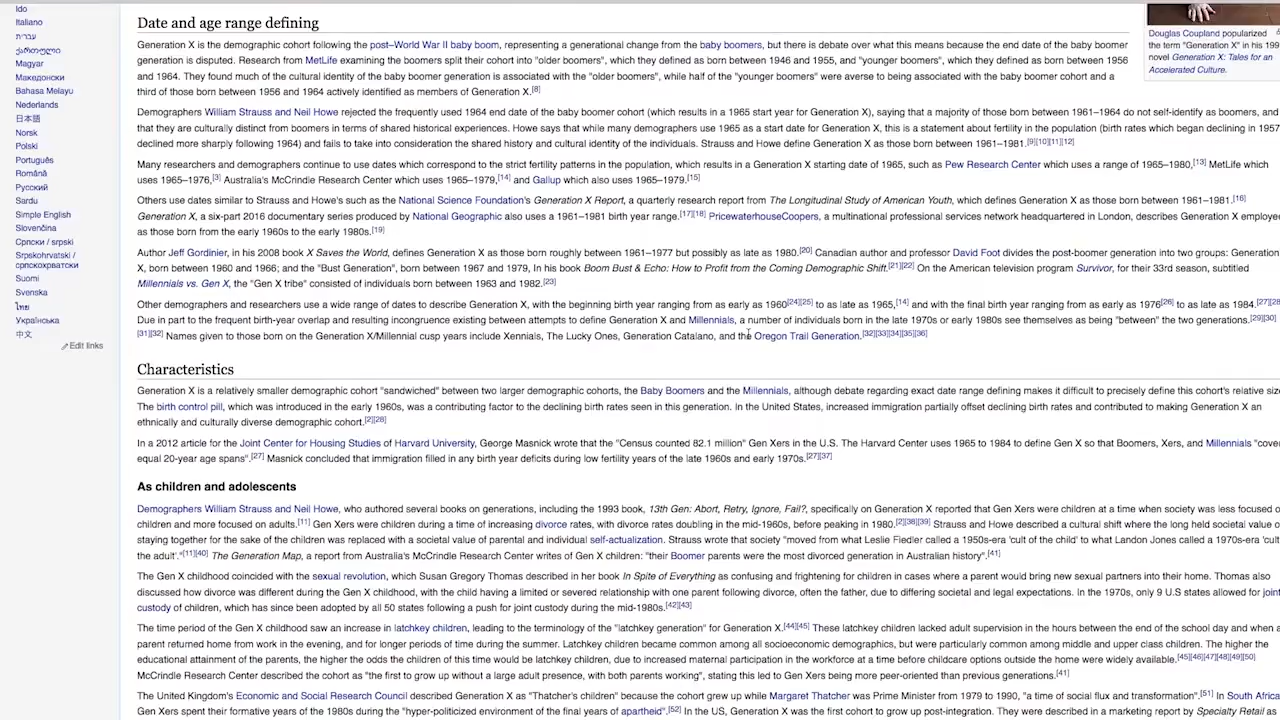 Ido
Italiano
עברית
ქართული
Magyar
Македонски
Bahasa Melayu
Nederlands
日本語
Norsk
Polski
Português
Română
Русский
Sardu
Simple English
Slovenčina
Српски / srpski
Srpskohrvatski /
српскохрватски
Suomi
Svenska
ไทย
Українська
中文
Edit links
Date and age range defining
Generation X is the demographic cohort following the post–World War II baby boom, representing a generational change from the baby boomers, but there is debate over what this means because the end date of the baby boomer
generation is disputed. Research from MetLife examining the boomers split their cohort into "older boomers", which they defined as born between 1946 and 1955, and "younger boomers", which they defined as born between 1956
and 1964. They found much of the cultural identity of the baby boomer generation is associated with the "older boomers", while half of the "younger boomers" were averse to being associated with the baby boomer cohort and a
third of those born between 1956 and 1964 actively identified as members of Generation X.[8]
Demographers William Strauss and Neil Howe rejected the frequently used 1964 end date of the baby boomer cohort (which results in a 1965 start year for Generation X), saying that a majority of those born between 1961–1964 do not self-identify as boomers, and
that they are culturally distinct from boomers in terms of shared historical experiences. Howe says that while many demographers use 1965 as a start date for Generation X, this is a statement about fertility in the population (birth rates which began declining in 1957
declined more sharply following 1964) and fails to take into consideration the shared history and cultural identity of the individuals. Strauss and Howe define Generation X as those born between 1961–1981.[9][10][11][12]
Many researchers and demographers continue to use dates which correspond to the strict fertility patterns in the population, which results in a Generation X starting date of 1965, such as Pew Research Center which uses a range of 1965–1980,[13] MetLife which
uses 1965–1976,[3] Australia's McCrindle Research Center which uses 1965–1979,[14] and Gallup which also uses 1965–1979.[15]
Others use dates similar to Strauss and Howe's such as the National Science Foundation's Generation X Report, a quarterly research report from The Longitudinal Study of American Youth, which defines Generation X as those born between 1961–1981.[16]
Generation X, a six-part 2016 documentary series produced by National Geographic also uses a 1961–1981 birth year range.[17][18] PricewaterhouseCoopers, a multinational professional services network headquartered in London, describes Generation X employe
as those born from the early 1960s to the early 1980s.[19]
Author Jeff Gordinier, in his 2008 book X Saves the World, defines Generation X as those born roughly between 1961–1977 but possibly as late as 1980.[20] Canadian author and professor David Foot divides the post-boomer generation into two groups: Generation
X, born between 1960 and 1966; and the "Bust Generation", born between 1967 and 1979, In his book Boom Bust & Echo: How to Profit from the Coming Demographic Shift.[21][22] On the American television program Survivor, for their 33rd season, subtitled
Millennials vs. Gen X, the "Gen X tribe" consisted of individuals born between 1963 and 1982.[23]
Other demographers and researchers use a wide range of dates to describe Generation X, with the beginning birth year ranging from as early as 1960[24][25] to as late as 1965,[14] and with the final birth year ranging from as early as 1976[26] to as late as 1984.[27][28
Due in part to the frequent birth-year overlap and resulting incongruence existing between attempts to define Generation X and Millennials, a number of individuals born in the late 1970s or early 1980s see themselves as being "between" the two generations.[29][30]
[31][32] Names given to those born on the Generation X/Millennial cusp years include Xennials, The Lucky Ones, Generation Catalano, and the Oregon Trail Generation.[32][33][34][35][36]
Characteristics
Generation X is a relatively smaller demographic cohort "sandwiched" between two larger demographic cohorts, the Baby Boomers and the Millennials, although debate regarding exact date range defining makes it difficult to precisely define this cohort's relative size
The birth control pill, which was introduced in the early 1960s, was a contributing factor to the declining birth rates seen in this generation. In the United States, increased immigration partially offset declining birth rates and contributed to making Generation X an
ethnically and culturally diverse demographic cohort.[2][28]
In a 2012 article for the Joint Center for Housing Studies of Harvard University, George Masnick wrote that the "Census counted 82.1 million" Gen Xers in the U.S. The Harvard Center uses 1965 to 1984 to define Gen X so that Boomers, Xers, and Millennials "cove
equal 20-year age spans".[27] Masnick concluded that immigration filled in any birth year deficits during low fertility years of the late 1960s and early 1970s.[27][37]
As children and adolescents
Demographers William Strauss and Neil Howe, who authored several books on generations, including the 1993 book, 13th Gen: Abort, Retry, Ignore, Fail?, specifically on Generation X reported that Gen Xers were children at a time when society was less focused o
children and more focused on adults.[11] Gen Xers were children during a time of increasing divorce rates, with divorce rates doubling in the mid-1960s, before peaking in 1980.[2][38][39] Strauss and Howe described a cultural shift where the long held societal value o
staying together for the sake of the children was replaced with a societal value of parental and individual self-actualization. Strauss wrote that society "moved from what Leslie Fiedler called a 1950s-era 'cult of the child' to what Landon Jones called a 1970s-era 'cult
the adult'."[11][40] The Generation Map, a report from Australia's McCrindle Research Center writes of Gen X children: "their Boomer parents were the most divorced generation in Australian history".[41]
The Gen X childhood coincided with the sexual revolution, which Susan Gregory Thomas described in her book In Spite of Everything as confusing and frightening for children in cases where a parent would bring new sexual partners into their home. Thomas also
discussed how divorce was different during the Gen X childhood, with the child having a limited or severed relationship with one parent following divorce, often the father, due to differing societal and legal expectations. In the 1970s, only 9 U.S states allowed for joint
custody of children, which has since been adopted by all 50 states following a push for joint custody during the mid-1980s.[42][43]
The time period of the Gen X childhood saw an increase in latchkey children, leading to the terminology of the "latchkey generation" for Generation X.[44][45] These latchkey children lacked adult supervision in the hours between the end of the school day and when a
parent returned home from work in the evening, and for longer periods of time during the summer. Latchkey children became common among all socioeconomic demographics, but were particularly common among middle and upper class children. The higher the
educational attainment of the parents, the higher the odds the children of this time would be latchkey children, due to increased maternal participation in the workforce at a time before childcare options outside the home were widely available.[45][46][47][48][49][50]
McCrindle Research Center described the cohort as "the first to grow up without a large adult presence, with both parents working", stating this led to Gen Xers being more peer-oriented than previous generations.[41]
The United Kingdom's Economic and Social Research Council described Generation X as "Thatcher's children" because the cohort grew up while Margaret Thatcher was Prime Minister from 1979 to 1990, "a time of social flux and transformation".[51] In South Africa
Gen Xers spent their formative years of the 1980s during the "hyper-politicized environment of the final years of apartheid".[52] In the US, Generation X was the first cohort to grow up post-integration. They were described in a marketing report by Specialty Retail as
Douglas Coupland popularized
the term "Generation X" in his 199
novel Generation X: Tales for an
Accelerated Culture.